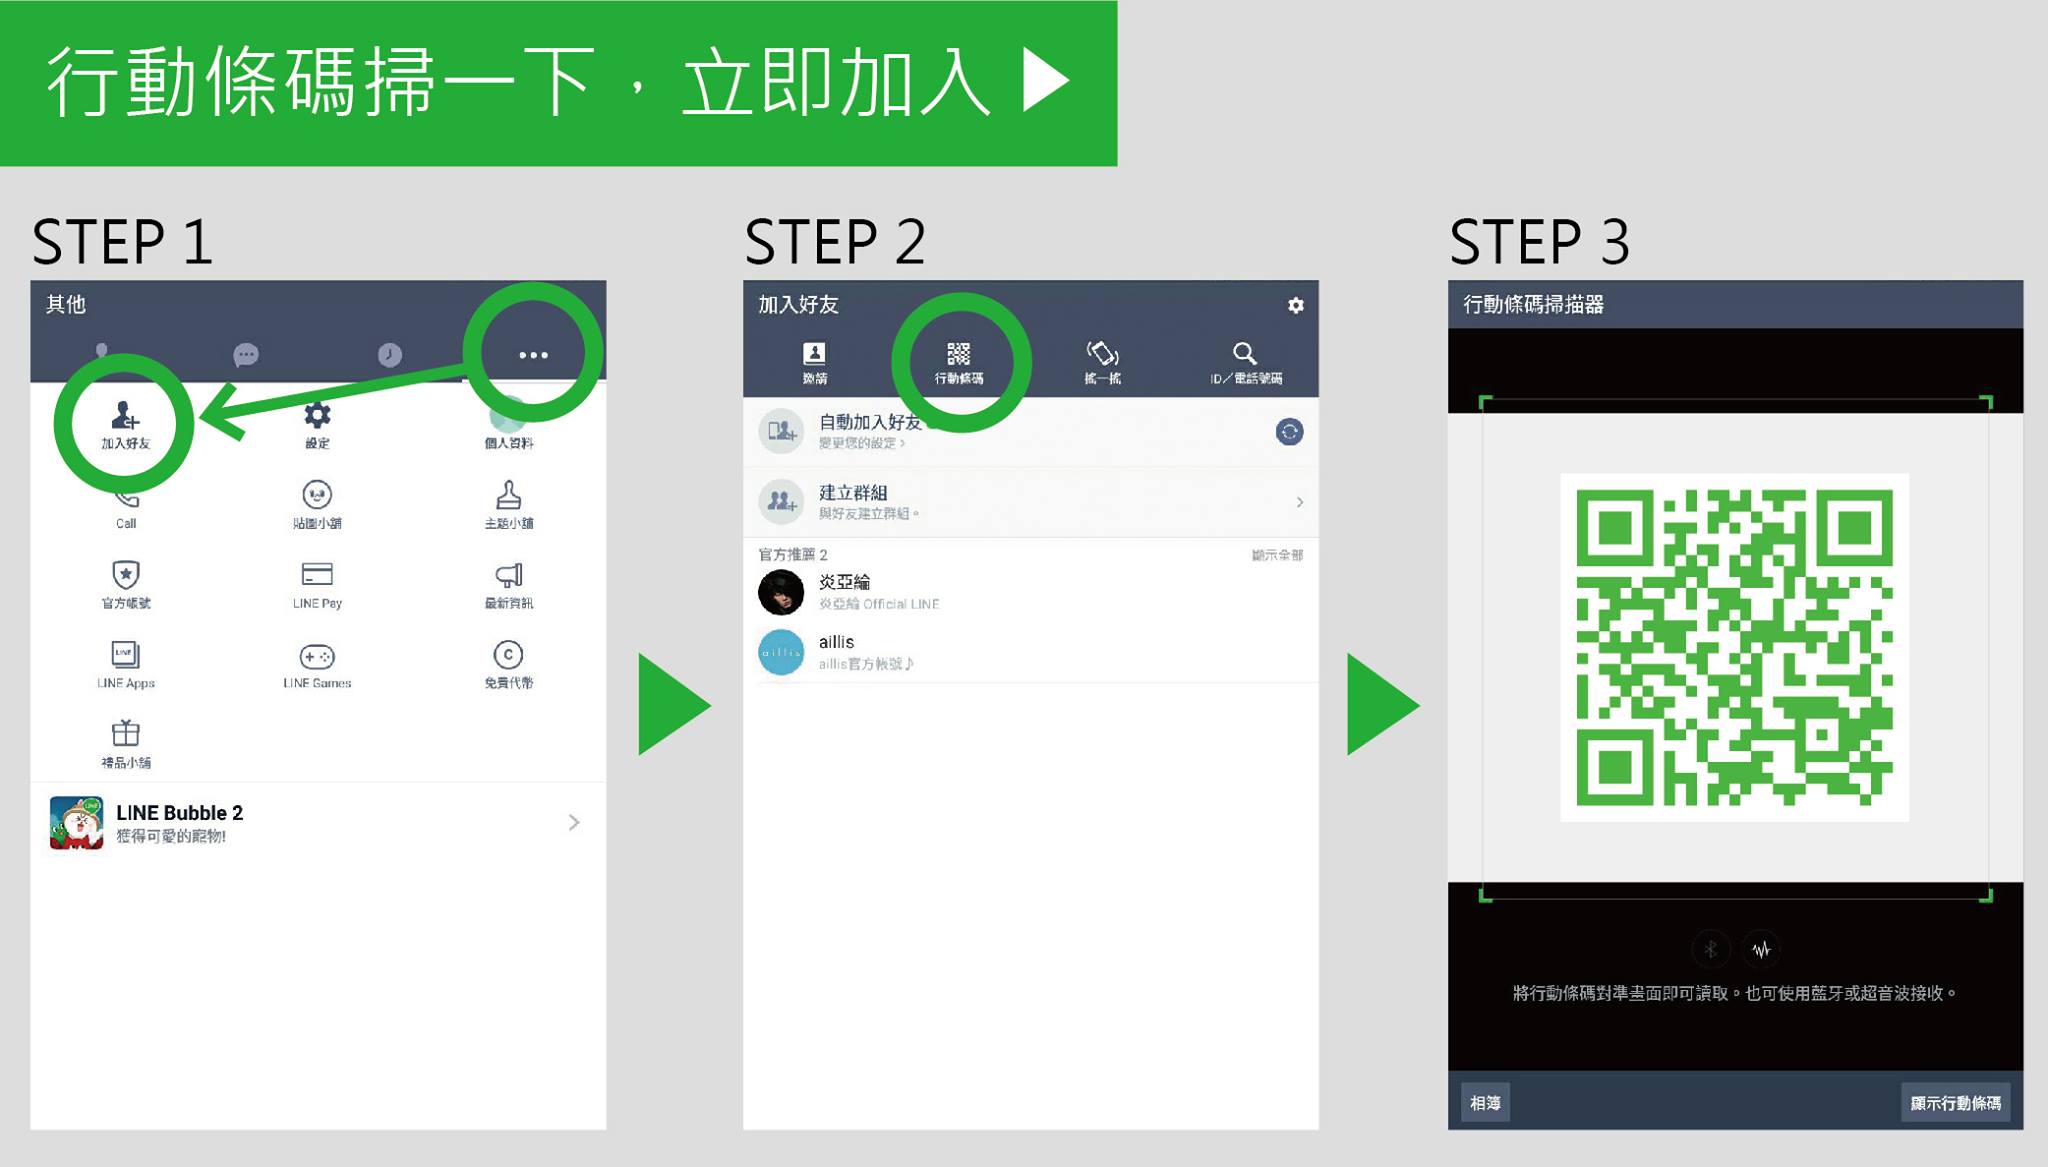 行動條碼掃一下，立即加入
STEP 1
其他
加入好友
設定
個人資料
Call
貼圖小舖
主題小舖
官方帳號
LINE Pay
最新資訊
LINE Apps
LINE Games
免費代幣
禮品小舖
LINE Bubble 2
獲得可愛的寵物!
STEP 2
加入好友
邀請
行動條碼
搖一搖
ID／電話號碼
自動加入好友
變更您的設定
建立群組
與好友建立群組。
官方推薦 2
顯示全部
炎亞綸
炎亞綸 Official LINE
aillis
aillis
aillis官方帳號♪
STEP 3
行動條碼掃描器
將行動條碼對準畫面即可讀取。也可使用藍牙或超音波接收。
相簿
顯示行動條碼